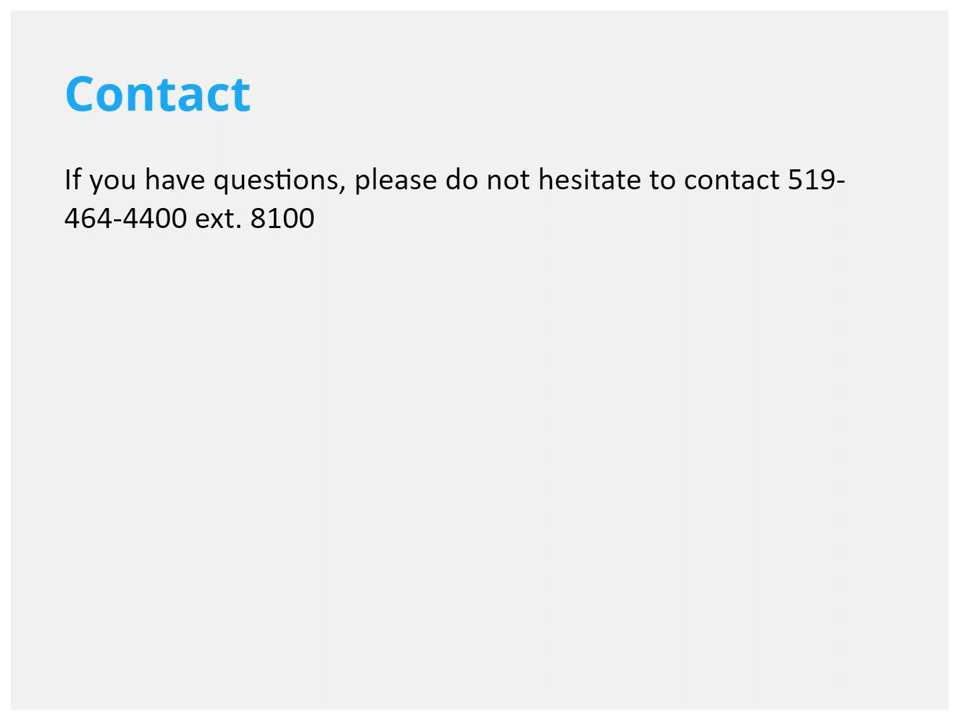 Contact
If you have questions, please do not hesitate to contact 519-
464-4400 ext. 8100